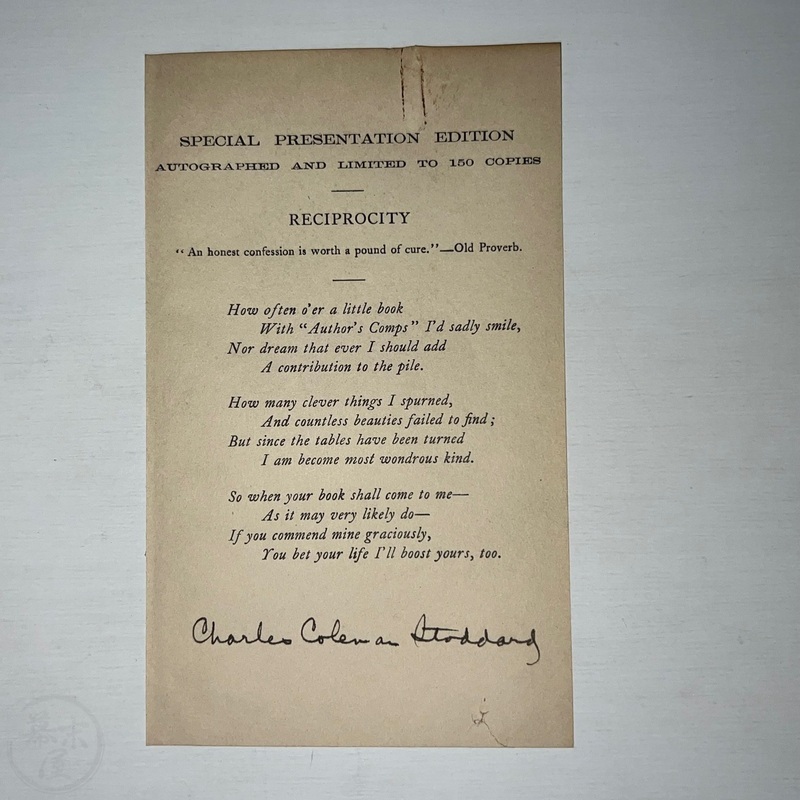 SPECIAL PRESENTATION EDITION
AUTOGRAPHED AND LIMITED TO 150 COPIES
RECIPROCITY
"An honest confession is worth a pound of cure."—Old Proverb.
How often o'er a little book
With "Author's Comps" I'd sadly smile,
Nor dream that ever I should add
A contribution to the pile.
How many clever things I spurned,
And countless beauties failed to find;
But since the tables have been turned
I am become most wondrous kind.
So when your book shall come to me—
As it may very likely do—
If you commend mine graciously,
You bet your life I'll boost yours, too.
Charles Coleman Stoddard